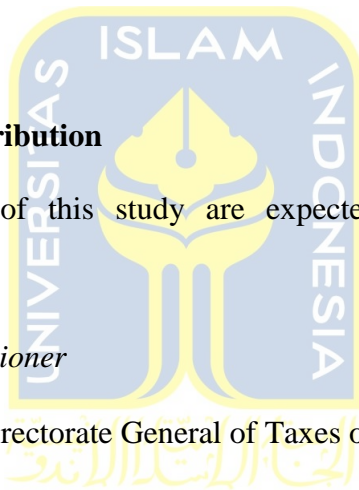 ISLAM
UNIVERSITAS
INDONESIA
ribution
of this study are expecte
ioner
rectorate General of Taxes o